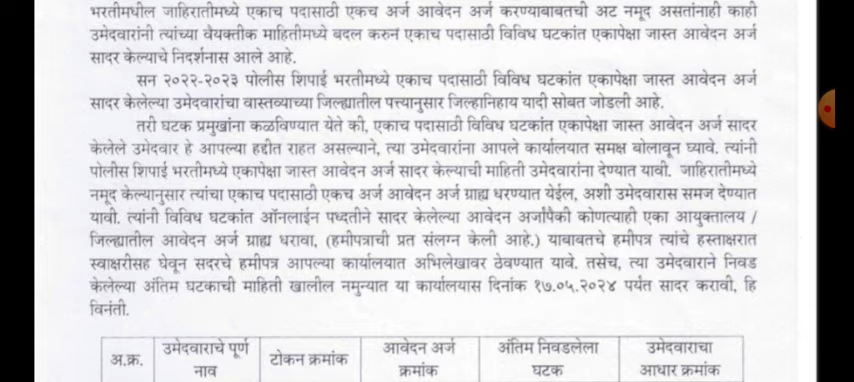 भरतीमधील जाहिरातीमध्ये एकाच पदासाठी एकच अर्ज आवेदन अर्ज करण्याबाबतची अट नमूद असतांनाही काही
उमेदवारांनी त्यांच्या वैयक्तीक माहितीमध्ये बदल करुन एकाच पदासाठी विविध घटकांत एकापेक्षा जास्त आवेदन अर्ज
सादर केल्याचे निदर्शनास आले आहे.
सन २०२२-२०२३ पोलीस शिपाई भरतीमध्ये एकाच पदासाठी विविध घटकांत एकापेक्षा जास्त आवेदन अर्ज
सादर केलेल्या उमेदवारांचा वास्तव्याच्या जिल्ह्यातील पत्त्यानुसार जिल्हानिहाय यादी सोबत जोडली आहे.
तरी घटक प्रमुखांना कळविण्यात येते की, एकाच पदासाठी विविध घटकांत एकापेक्षा जास्त आवेदन अर्ज सादर
केलेले उमेदवार हे आपल्या हद्दीत राहत असल्याने, त्या उमेदवारांना आपले कार्यालयात समक्ष बोलावून घ्यावे. त्यांनी
पोलीस शिपाई भरतीमध्ये एकापेक्षा जास्त आवेदन अर्ज सादर केल्याची माहिती उमेदवारांना देण्यात यावी. जाहिरातीमध्ये
नमूद केल्यानुसार त्यांचा एकाच पदासाठी एकच अर्ज आवेदन अर्ज ग्राह्य धरण्यात येईल, अशी उमेदवारास समज देण्यात
यावी. त्यांनी विविध घटकांत ऑनलाईन पध्दतीने सादर केलेल्या आवेदन अर्जांपैकी कोणत्याही एका आयुक्तालय /
जिल्ह्यातील आवेदन अर्ज ग्राह्य धरावा, (हमीपत्राची प्रत संलग्न केली आहे.) याबाबतचे हमीपत्र त्यांचे हस्ताक्षरात
स्वाक्षरीसह घेवून सदरचे हमीपत्र आपल्या कार्यालयात अभिलेखावर ठेवण्यात यावे. तसेच, त्या उमेदवाराने निवड
केलेल्या अंतिम घटकाची माहिती खालील नमुन्यात या कार्यालयास दिनांक १७.०५.२०२४ पर्यंत सादर करावी, हि
विनंती.
अ.क्र. उमेदवाराचे पूर्ण नाव टोकन क्रमांक आवेदन अर्ज क्रमांक अंतिम निवडलेला घटक उमेदवाराचा आधार क्रमांक